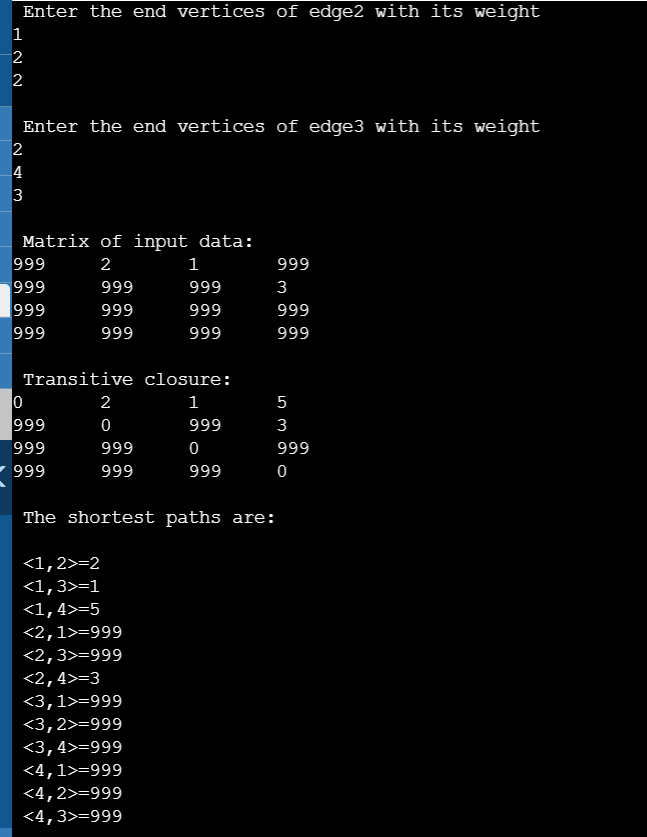 Enter the end vertices of edge2 with its weight
1
2
2
Enter the end vertices of edge3 with its weight
2
4
3
Matrix of input data:
999 2 1 999
999 999 999 3
999 999 999 999
999 999 999 999
Transitive closure:
0 2 1 5
999 0 999 3
999 999 0 999
999 999 999 0
The shortest paths are:
<1,2>=2
<1,3>=1
<1,4>=5
<2,1>=999
<2,3>=999
<2,4>=3
<3,1>=999
<3,2>=999
<3,4>=999
<4,1>=999
<4,2>=999
<4,3>=999